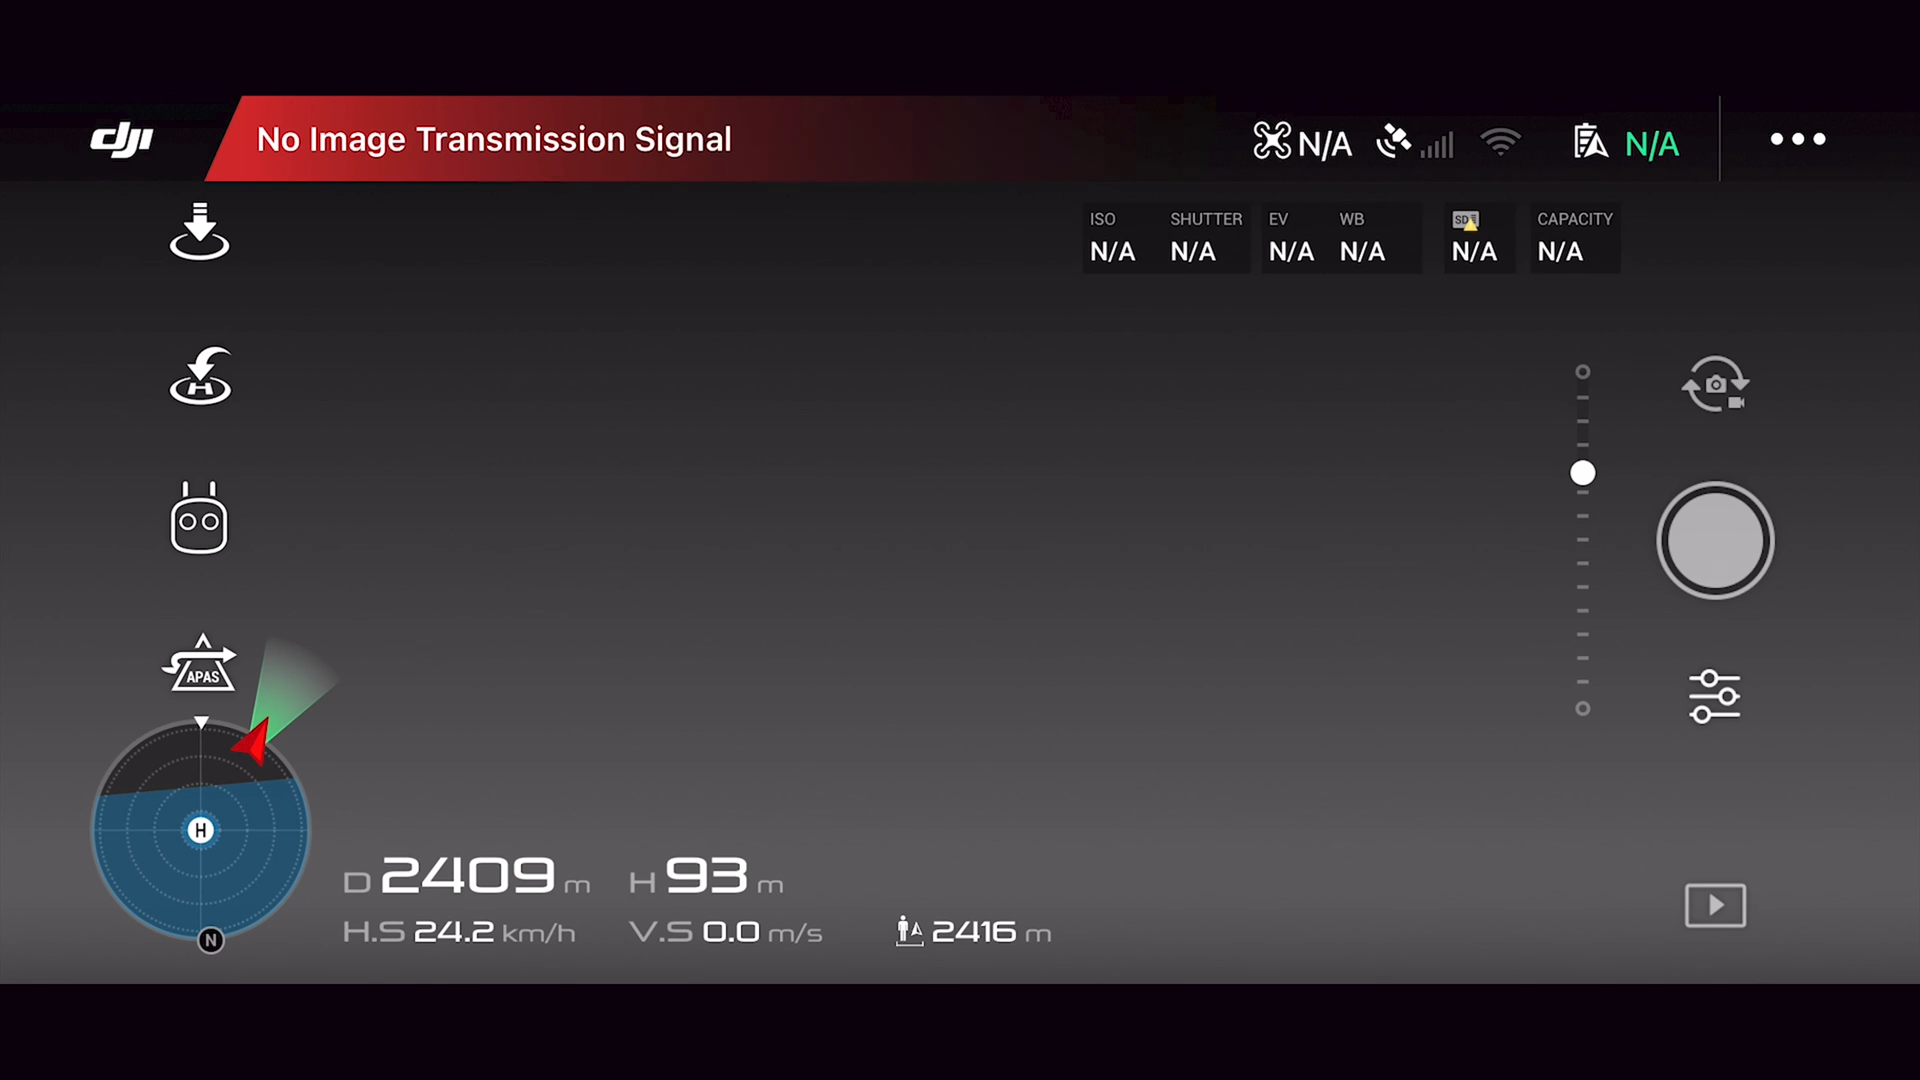 dji
No Image Transmission Signal
N/A
N/A
ISO
N/A
SHUTTER
N/A
EV
N/A
WB
N/A
SD
N/A
CAPACITY
N/A
H
APAS
H
N
D 2409 m
H 93 m
H.S 24.2 km/h
V.S 0.0 m/s
2416 m